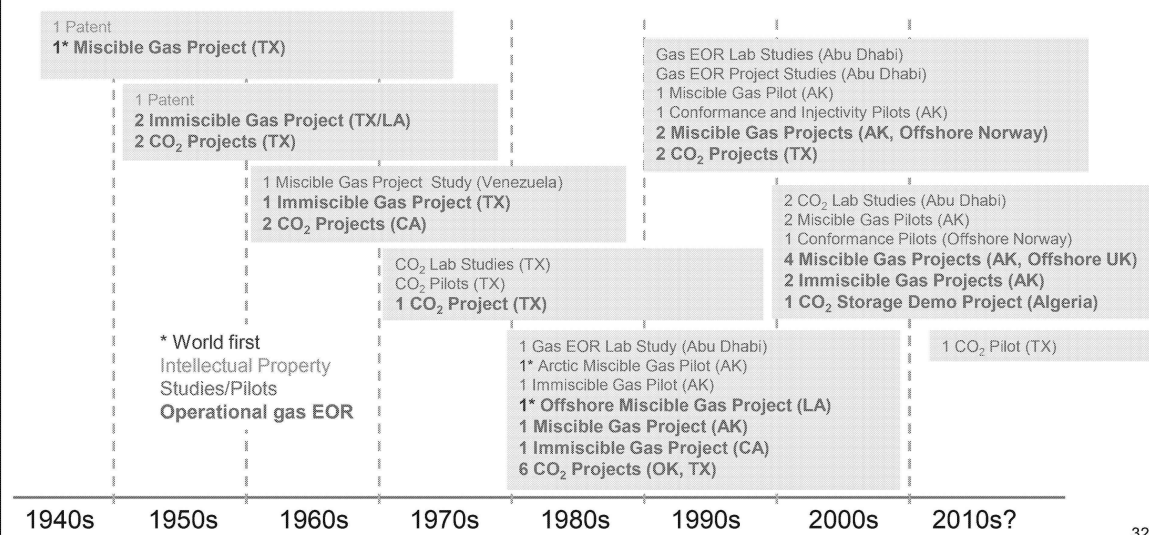 1 Patent
1* Miscible Gas Project (TX)
1 Patent
2 Immiscible Gas Project (TX/LA)
2 CO₂ Projects (TX)
1 Miscible Gas Project Study (Venezuela)
1 Immiscible Gas Project (TX)
2 CO₂ Projects (CA)
CO₂ Lab Studies (TX)
CO₂ Pilots (TX)
1 CO₂ Project (TX)
1 Gas EOR Lab Study (Abu Dhabi)
1* Arctic Miscible Gas Pilot (AK)
1 Immiscible Gas Pilot (AK)
1* Offshore Miscible Gas Project (LA)
1 Miscible Gas Project (AK)
1 Immiscible Gas Project (CA)
6 CO₂ Projects (OK, TX)
Gas EOR Lab Studies (Abu Dhabi)
Gas EOR Project Studies (Abu Dhabi)
1 Miscible Gas Pilot (AK)
1 Conformance and Injectivity Pilots (AK)
2 Miscible Gas Projects (AK, Offshore Norway)
2 CO₂ Projects (TX)
2 CO₂ Lab Studies (Abu Dhabi)
2 Miscible Gas Pilots (AK)
1 Conformance Pilots (Offshore Norway)
4 Miscible Gas Projects (AK, Offshore UK)
2 Immiscible Gas Projects (AK)
1 CO₂ Storage Demo Project (Algeria)
1 CO₂ Pilot (TX)
* World first
Intellectual Property
Studies/Pilots
Operational gas EOR
1940s 1950s 1960s 1970s 1980s 1990s 2000s 2010s?
32